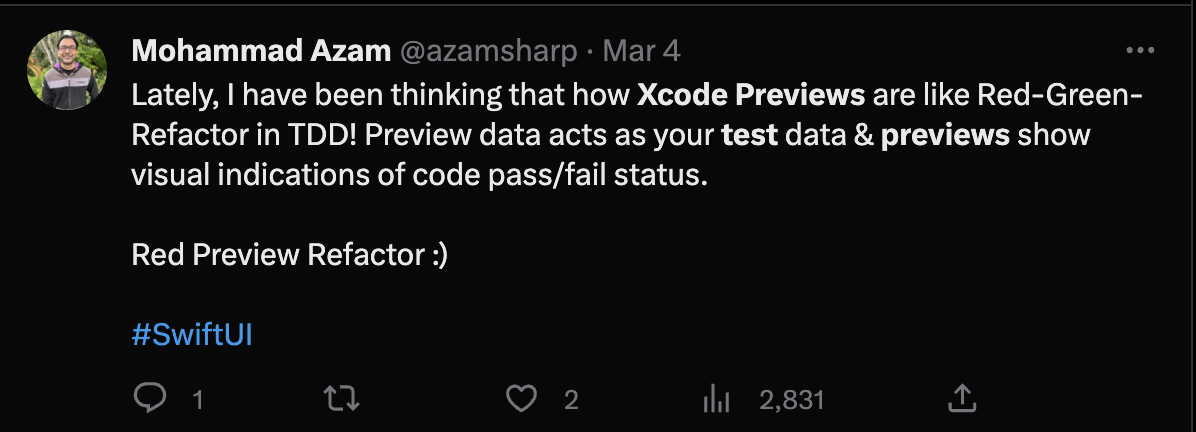 Mohammad Azam @azamsharp · Mar 4
Lately, I have been thinking that how Xcode Previews are like Red-Green-
Refactor in TDD! Preview data acts as your test data & previews show
visual indications of code pass/fail status.
Red Preview Refactor :)
#SwiftUI
1 2 2,831